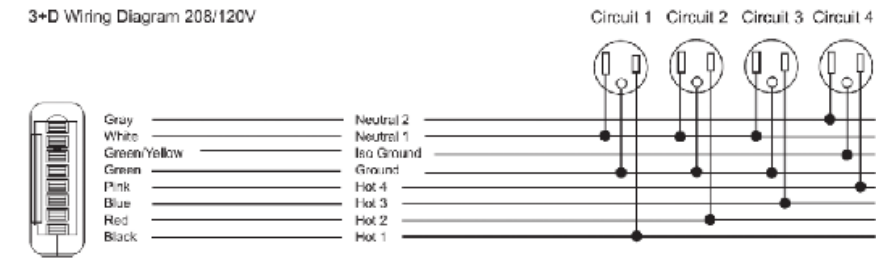 3+D Wiring Diagram 208/120V
Circuit 1 Circuit 2 Circuit 3 Circuit 4
Gray Neutral 2
White Neutral 1
Green/Yellow Iso Ground
Green Ground
Pink Hot 4
Blue Hot 3
Red Hot 2
Black Hot 1